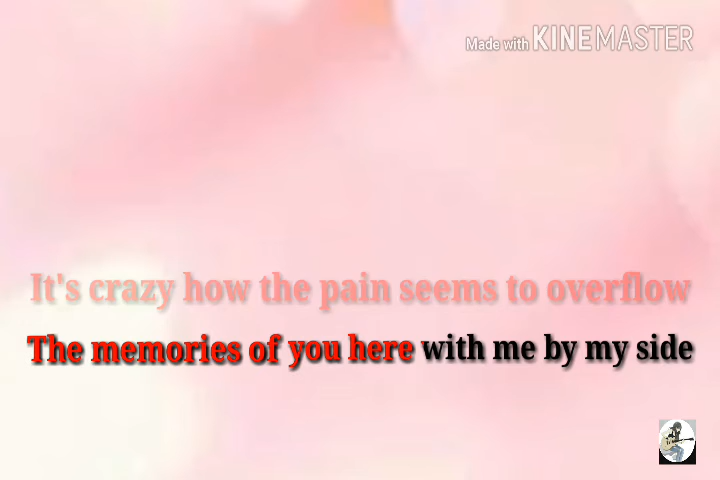 Made with KINEMASTER
It's crazy how the pain seems to overflow
The memories of you here with me by my side